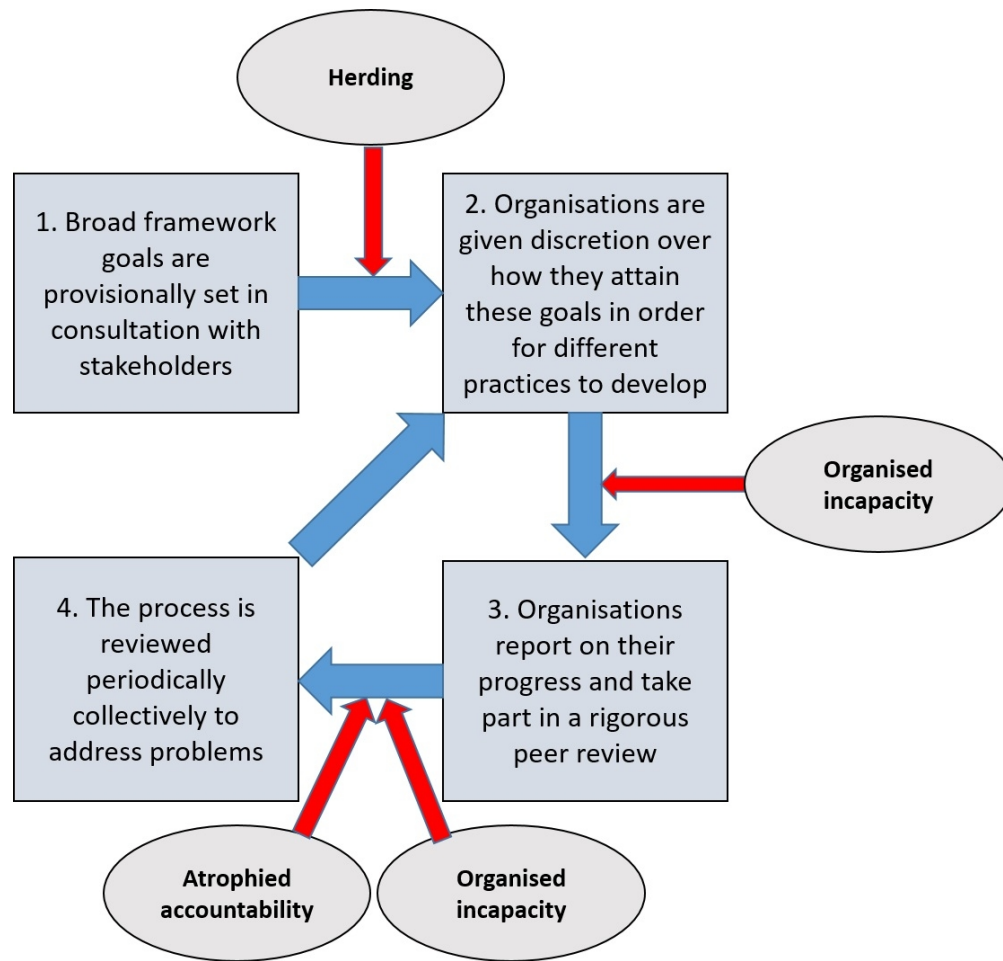 Herding
1. Broad framework
goals are
provisionally set in
consultation with
stakeholders
2. Organisations are
given discretion over
how they attain
these goals in order
for different
practices to develop
Organised
incapacity
4. The process is
reviewed
periodically
collectively to
address problems
3. Organisations
report on their
progress and take
part in a rigorous
peer review
Atrophied
accountability
Organised
incapacity